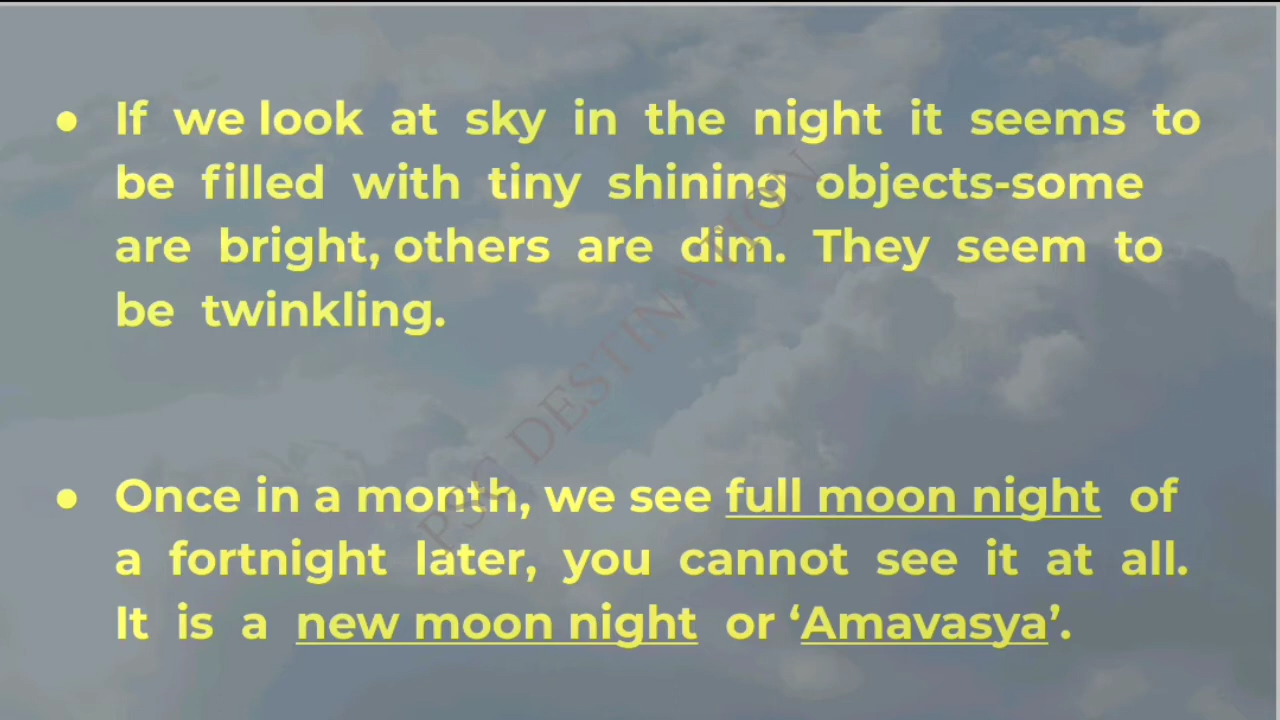 • If we look at sky in the night it seems to
be filled with tiny shining objects-some
are bright, others are dim. They seem to
be twinkling.
• Once in a month, we see full moon night of
a fortnight later, you cannot see it at all.
It is a new moon night or ‘Amavasya’.
PSC DESTINATION